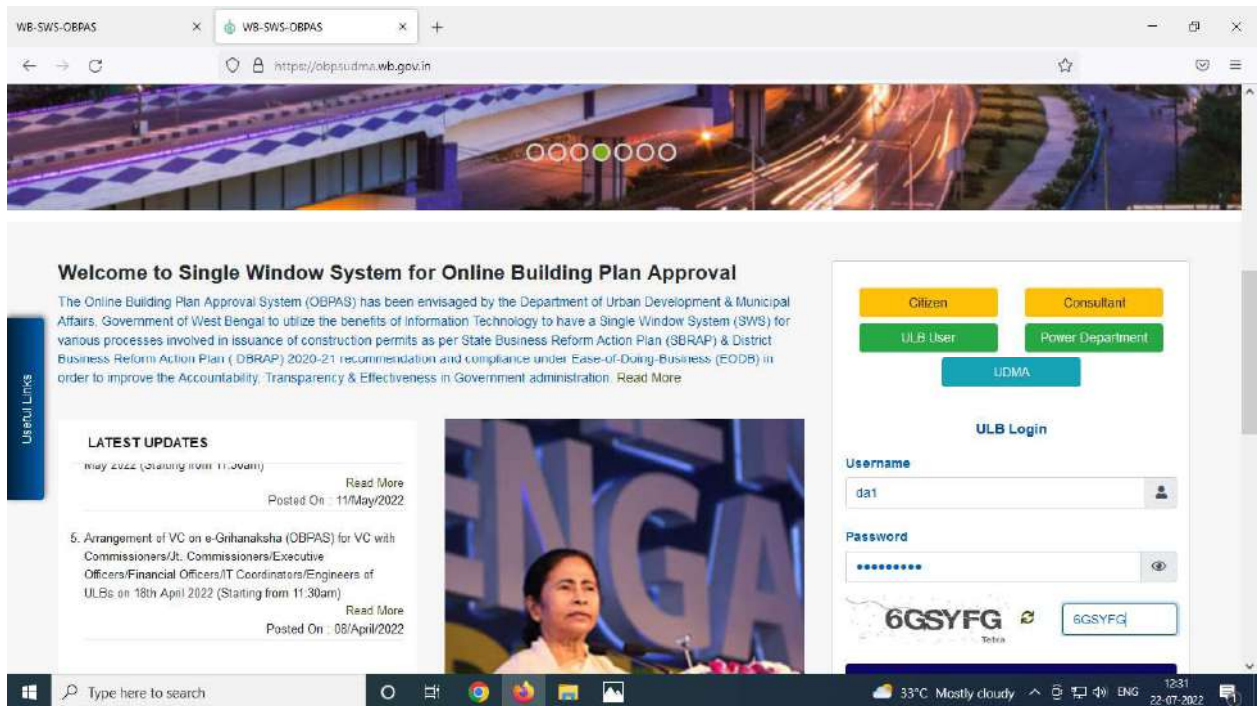 WB-SWS-OBPAS
WB-SWS-OBPAS
https://obpsudma.wb.gov.in
Welcome to Single Window System for Online Building Plan Approval
The Online Building Plan Approval System (OBPAS) has been envisaged by the Department of Urban Development & Municipal
Affairs, Government of West Bengal to utilize the benefits of Information Technology to have a Single Window System (SWS) for
various processes involved in issuance of construction permits as per State Business Reform Action Plan (SBRAP) & District
Business Reform Action Plan ( DBRAP) 2020-21 recommendation and compliance under Ease-of-Doing-Business (EODB) in
order to improve the Accountability, Transparency & Effectiveness in Government administration. Read More
Useful Links
LATEST UPDATES
May 2022 (Starting from 11:30am)
Read More
Posted On : 11/May/2022
5. Arrangement of VC on e-Grihanaksha (OBPAS) for VC with
Commissioners/Jt. Commissioners/Executive
Officers/Financial Officers/IT Coordinators/Engineers of
ULBs on 18th April 2022 (Starting from 11:30am)
Read More
Posted On : 08/April/2022
ENGA
Citizen
Consultant
ULB User
Power Department
UDMA
ULB Login
Username
da1
Password
6GSYFG
Tetra
6GSYFG
Type here to search
33°C Mostly cloudy
ENG
12:31
22-07-2022